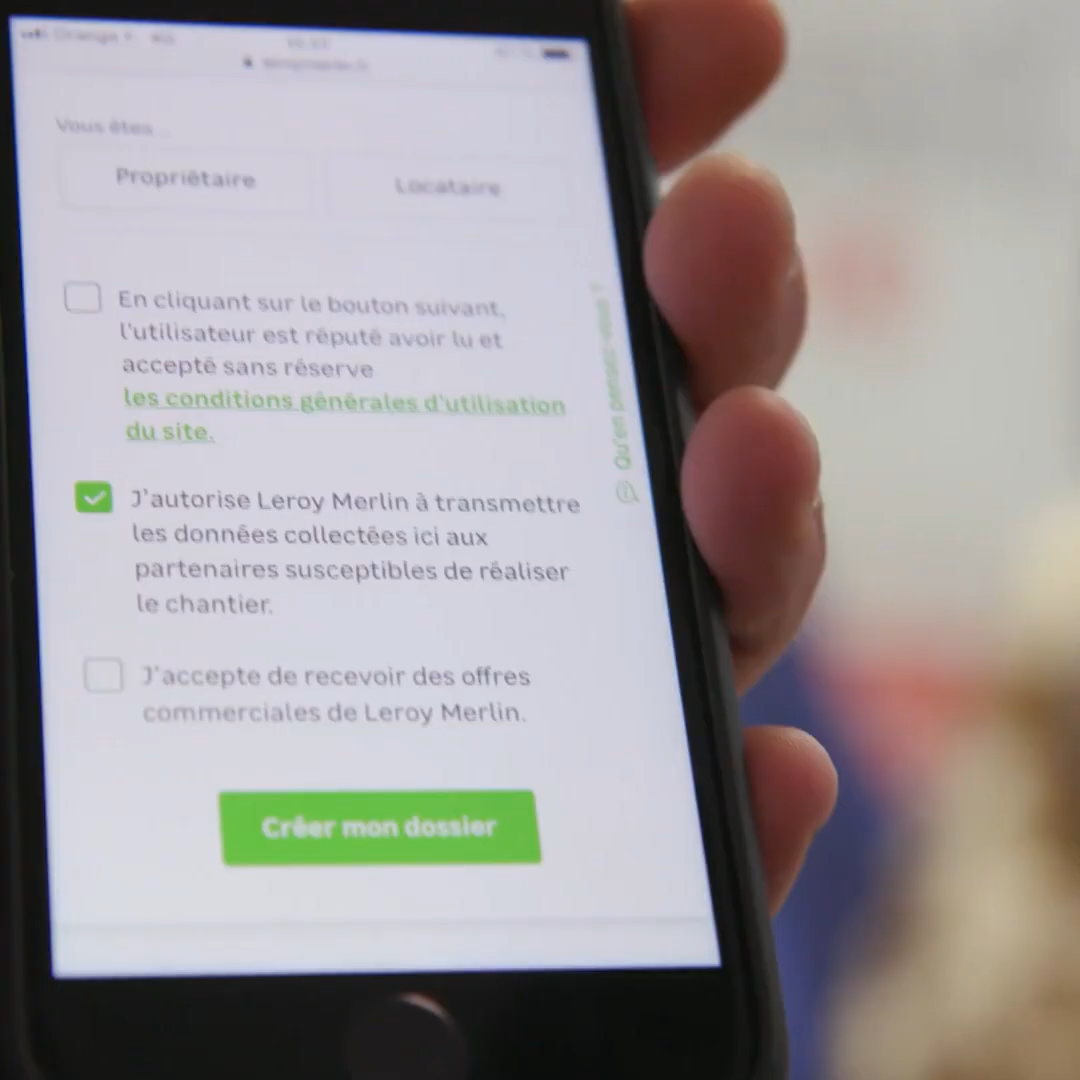 Orange
Vous êtes ...
Propriétaire
Locataire
En cliquant sur le bouton suivant,
l'utilisateur est réputé avoir lu et
accepté sans réserve
les conditions générales d'utilisation
du site.
Qu'en pensez-vous ?
J'autorise Leroy Merlin à transmettre
les données collectées ici aux
partenaires susceptibles de réaliser
le chantier.
J'accepte de recevoir des offres
commerciales de Leroy Merlin.
Créer mon dossier